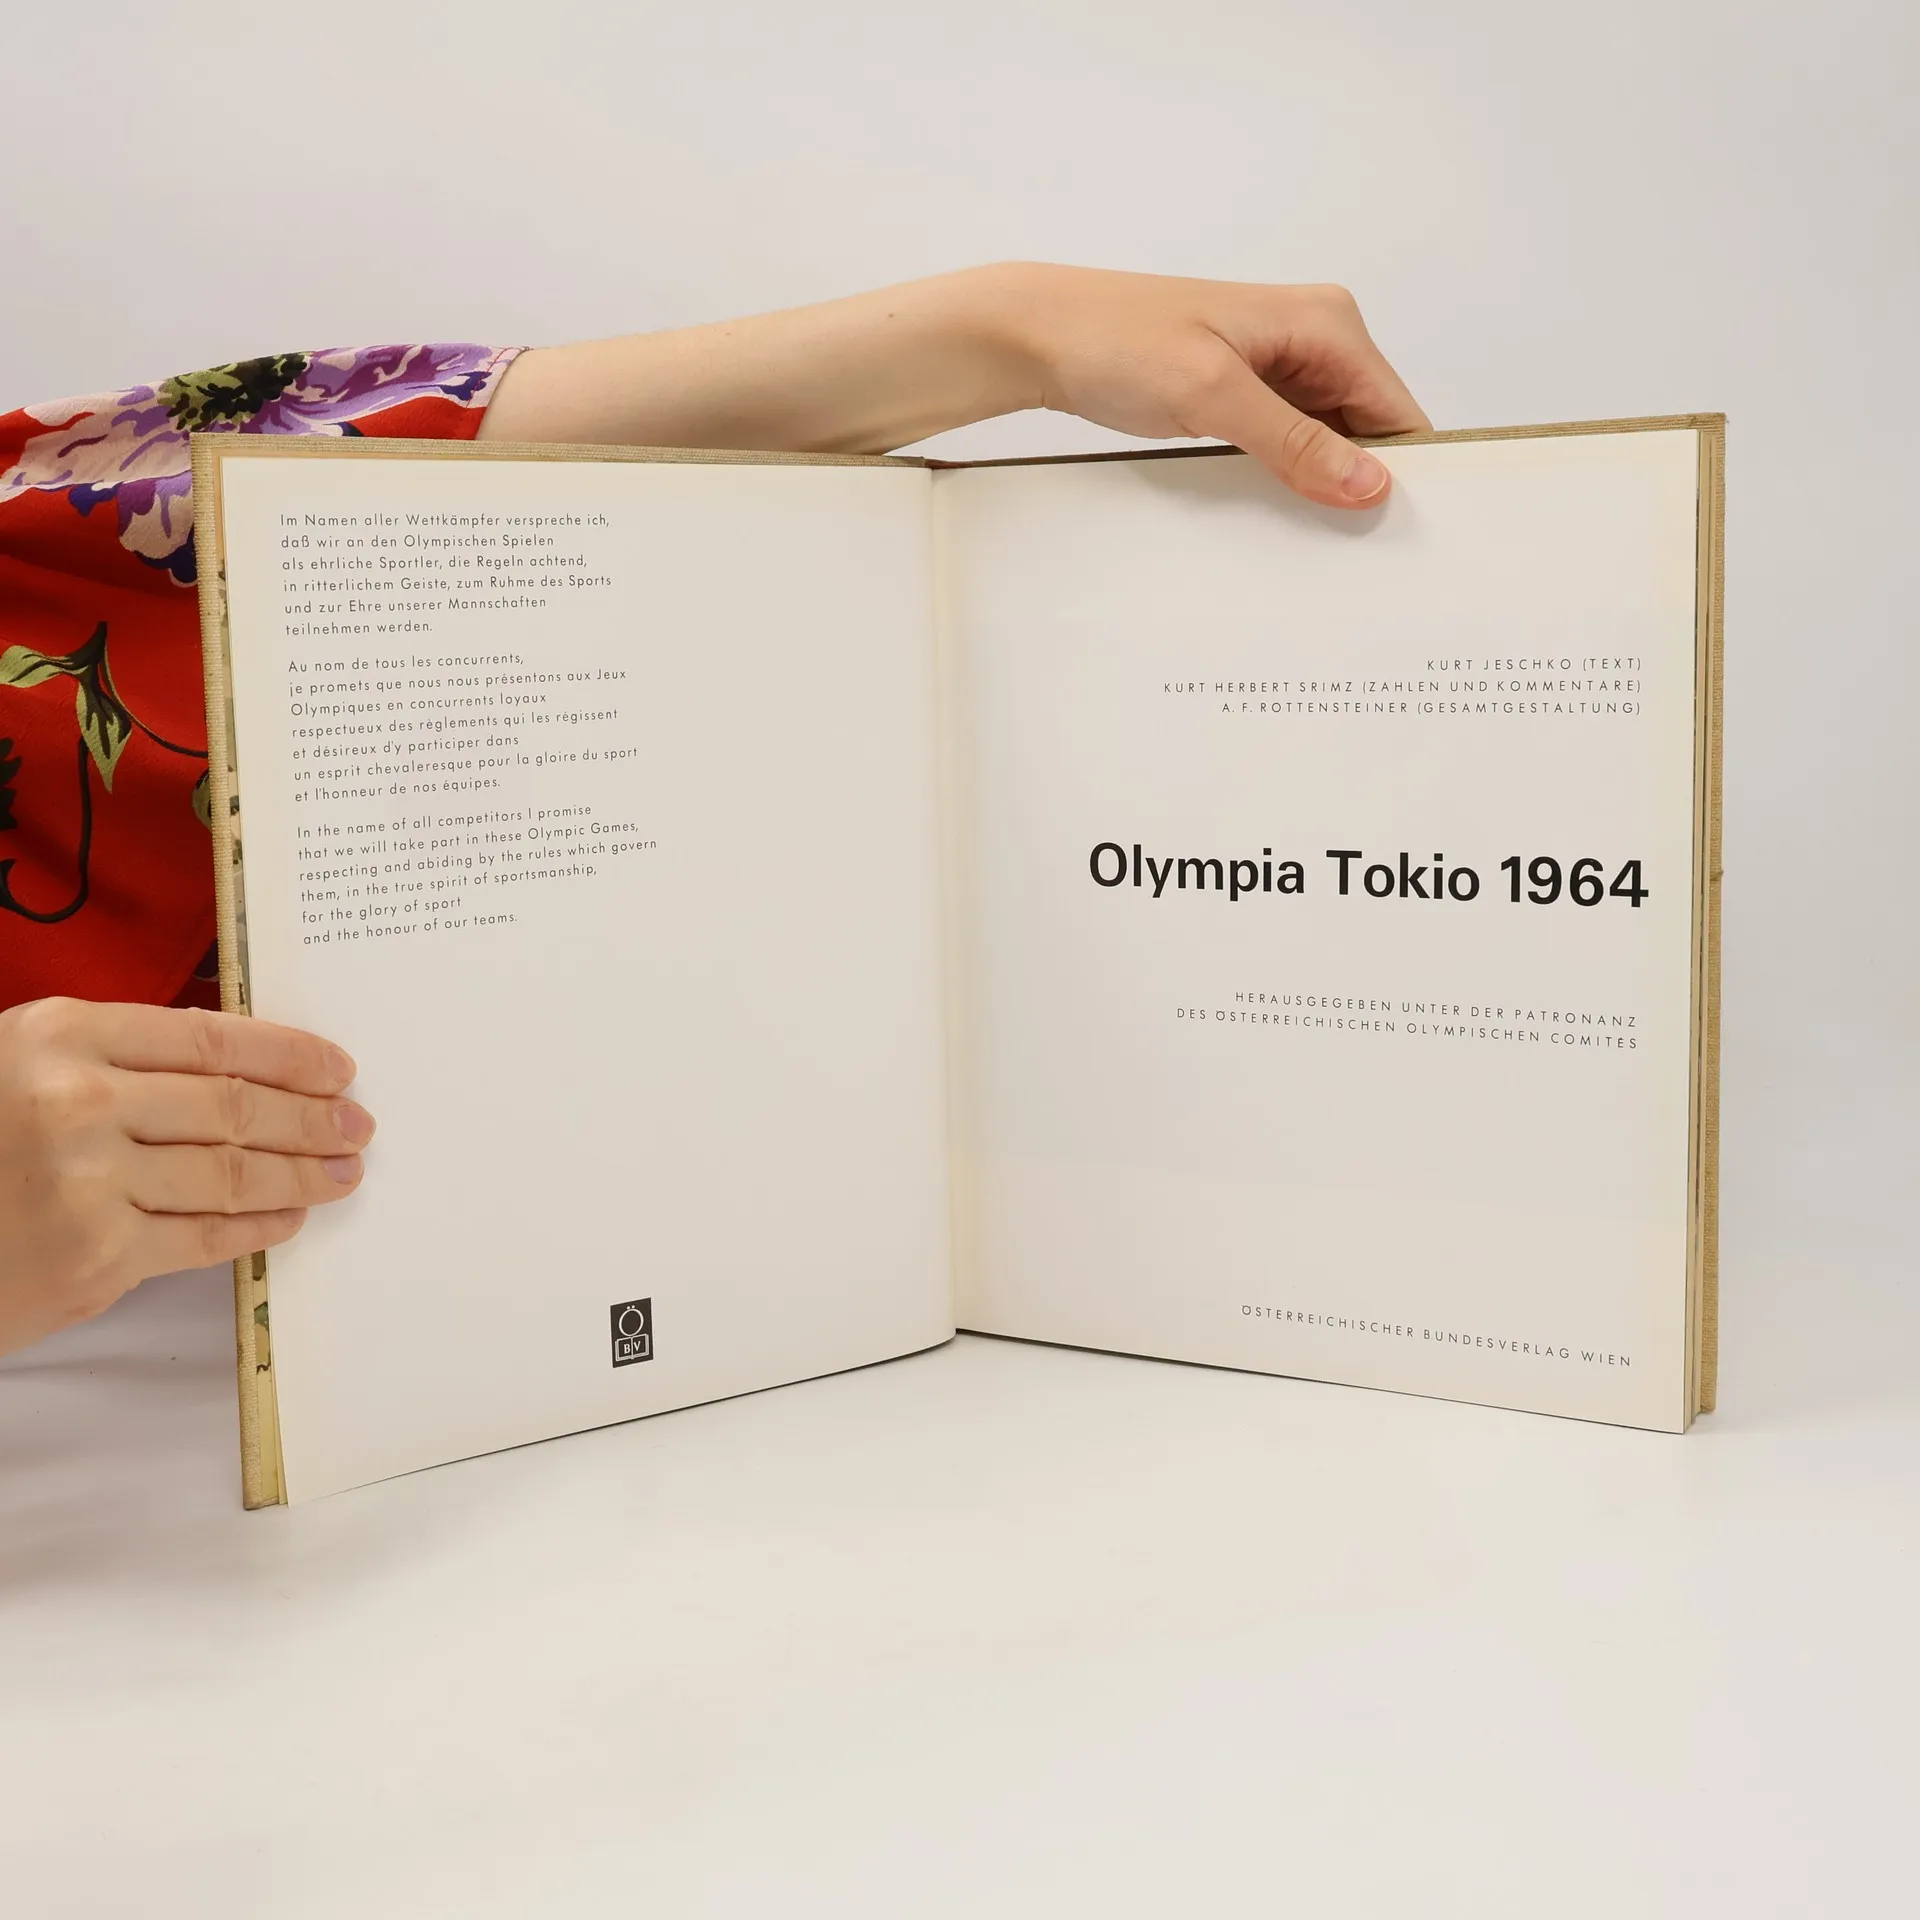 Im Namen aller Wettkämpfer verspreche ich,
daß wir an den Olympischen Spielen
als ehrliche Sportler, die Regeln achtend,
in ritterlichem Geiste, zum Ruhme des Sports
und zur Ehre unserer Mannschaften
teilnehmen werden.
Au nom de tous les concurrents,
je promets que nous nous présentons aux Jeux
Olympiques en concurrents loyaux
respectueux des règlements qui les régissent
et désireux d'y participer dans
un esprit chevaleresque pour la gloire du sport
et l'honneur de nos équipes.
In the name of all competitors I promise
that we will take part in these Olympic Games,
respecting and abiding by the rules which govern
them, in the true spirit of sportsmanship,
for the glory of sport
and the honour of our teams.
Ö
BV
KURT JESCHKO (TEXT)
KURT HERBERT SRIMZ (ZAHLEN UND KOMMENTARE)
A. F. ROTTENSTEINER (GESAMTGESTALTUNG)
Olympia Tokio 1964
HERAUSGEGEBEN UNTER DER PATRONANZ
DES ÖSTERREICHISCHEN OLYMPISCHEN COMITÉS
ÖSTERREICHISCHER BUNDESVERLAG WIEN